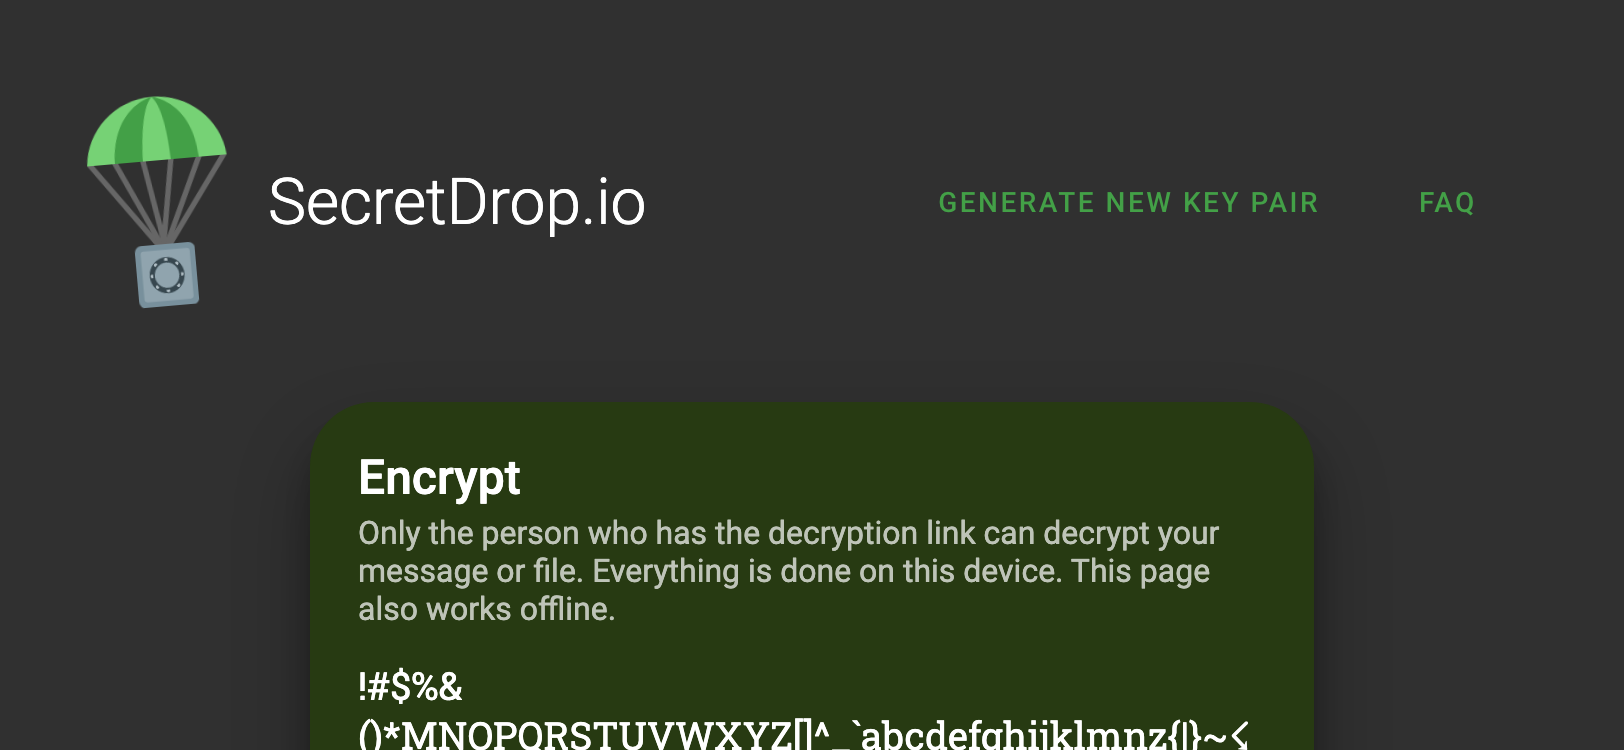 SecretDrop.io
GENERATE NEW KEY PAIR
FAQ
Encrypt
Only the person who has the decryption link can decrypt your
message or file. Everything is done on this device. This page
also works offline.
!#$%&
()*MNOPQRSTUVWXYZ[]^_`abcdefghijklmnz{|}~ㄑ